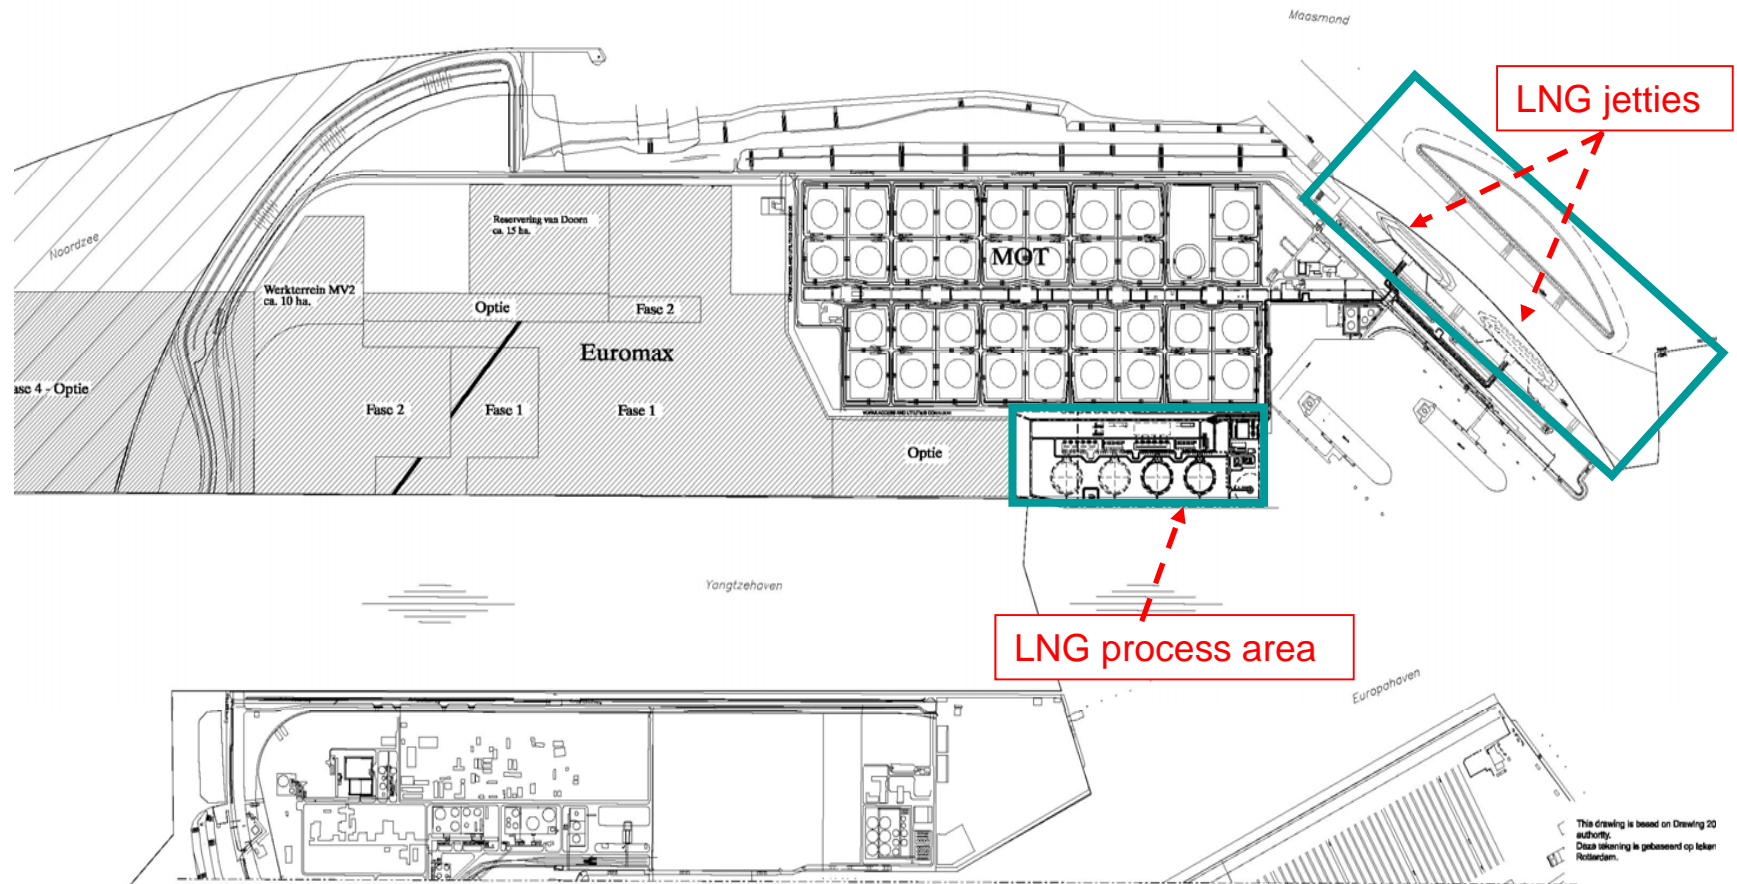 Maasmond
LNG jetties
Noordzee
Reservering van Doorn
ca. 15 ha.
MOT
Werkterrein MV2
ca. 10 ha.
Optie
Fase 2
Euromax
ase 4 - Optie
Fase 2
Fase 1
Fase 1
Optie
Yangtzehaven
LNG process area
Europahaven
This drawing is based on Drawing 20
authority.
Deze tekening is gebaseerd op teken
Rotterdam.